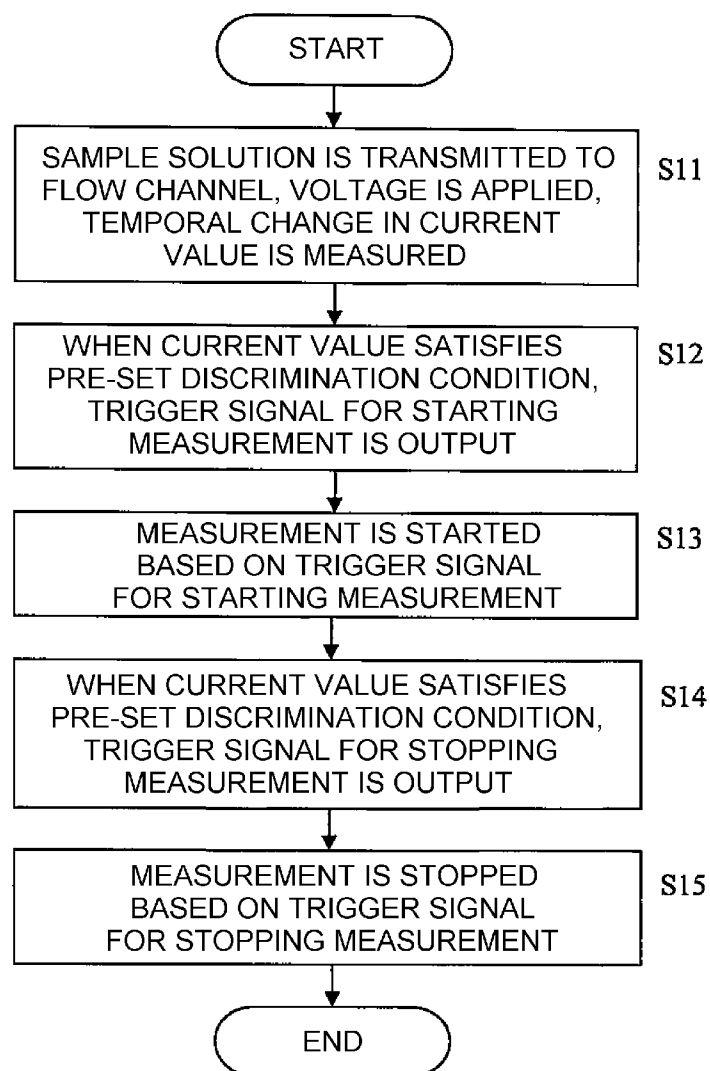 START
SAMPLE SOLUTION IS TRANSMITTED TO
FLOW CHANNEL, VOLTAGE IS APPLIED,
TEMPORAL CHANGE IN CURRENT
VALUE IS MEASURED
S11
WHEN CURRENT VALUE SATISFIES
PRE-SET DISCRIMINATION CONDITION,
TRIGGER SIGNAL FOR STARTING
MEASUREMENT IS OUTPUT
S12
MEASUREMENT IS STARTED
BASED ON TRIGGER SIGNAL
FOR STARTING MEASUREMENT
S13
WHEN CURRENT VALUE SATISFIES
PRE-SET DISCRIMINATION CONDITION,
TRIGGER SIGNAL FOR STOPPING
MEASUREMENT IS OUTPUT
S14
MEASUREMENT IS STOPPED
BASED ON TRIGGER SIGNAL
FOR STOPPING MEASUREMENT
S15
END